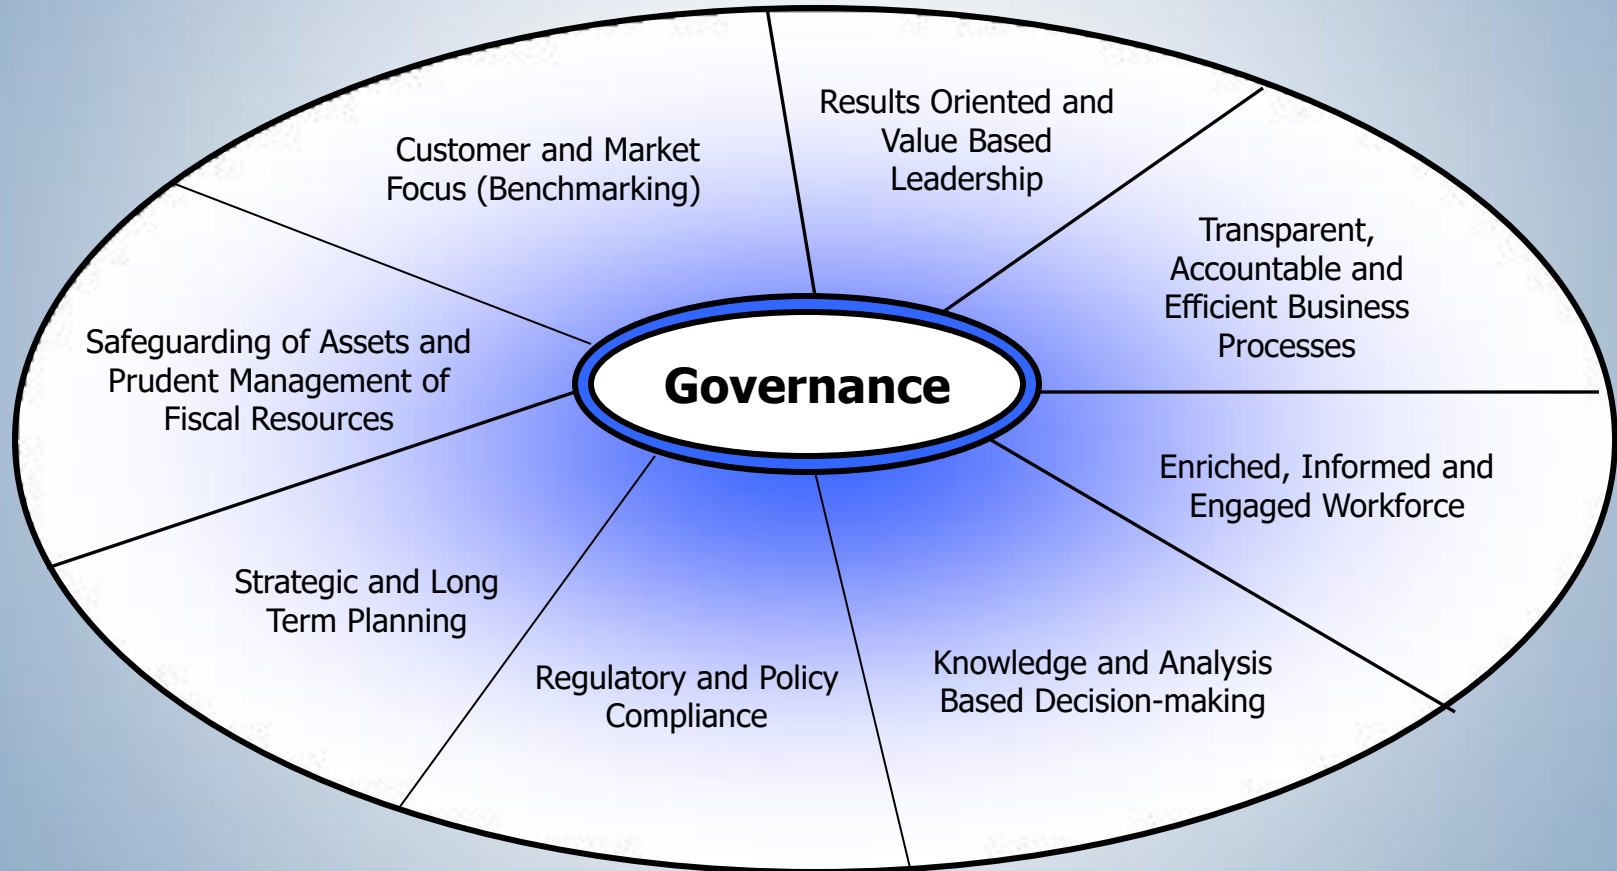 Results Oriented and
Value Based
Leadership
Customer and Market
Focus (Benchmarking)
Transparent,
Accountable and
Efficient Business
Processes
Safeguarding of Assets and
Prudent Management of
Fiscal Resources
Governance
Enriched, Informed and
Engaged Workforce
Strategic and Long
Term Planning
Regulatory and Policy
Compliance
Knowledge and Analysis
Based Decision-making